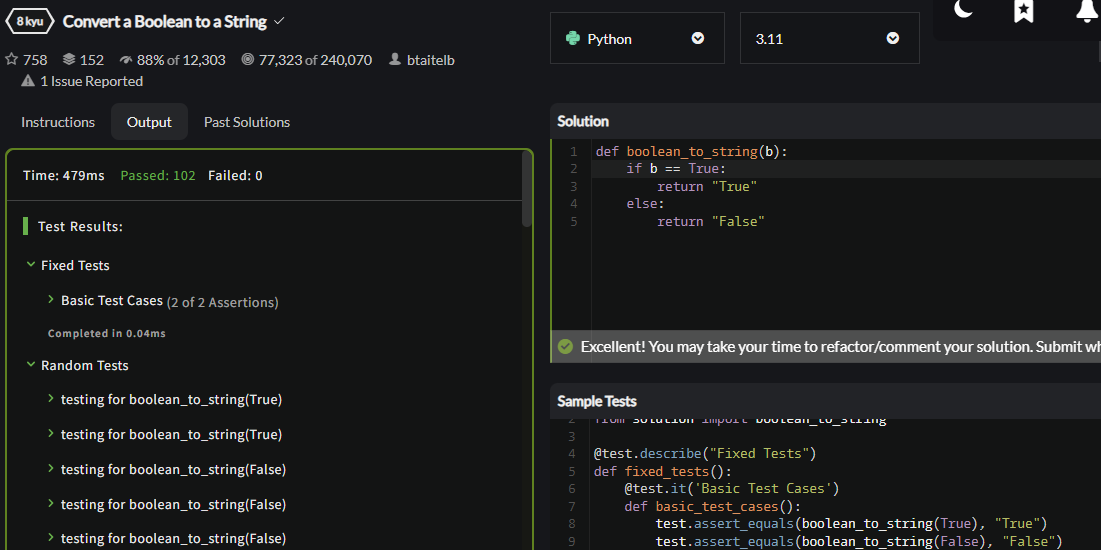 8 kyu Convert a Boolean to a String
758 152 88% of 12,303 77,323 of 240,070 btaitelb
1 Issue Reported
Instructions Output Past Solutions
Time: 479ms Passed: 102 Failed: 0
Test Results:
Fixed Tests
Basic Test Cases (2 of 2 Assertions)
Completed in 0.04ms
Random Tests
testing for boolean_to_string(True)
testing for boolean_to_string(True)
testing for boolean_to_string(False)
testing for boolean_to_string(False)
testing for boolean_to_string(False)
Python 3.11
Solution
1 def boolean_to_string(b):
2 if b == True:
3 return "True"
4 else:
5 return "False"
Excellent! You may take your time to refactor/comment your solution. Submit wh
Sample Tests
2 from solution import boolean_to_string
3
4 @test.describe("Fixed Tests")
5 def fixed_tests():
6 @test.it('Basic Test Cases')
7 def basic_test_cases():
8 test.assert_equals(boolean_to_string(True), "True")
9 test.assert_equals(boolean_to_string(False), "False")